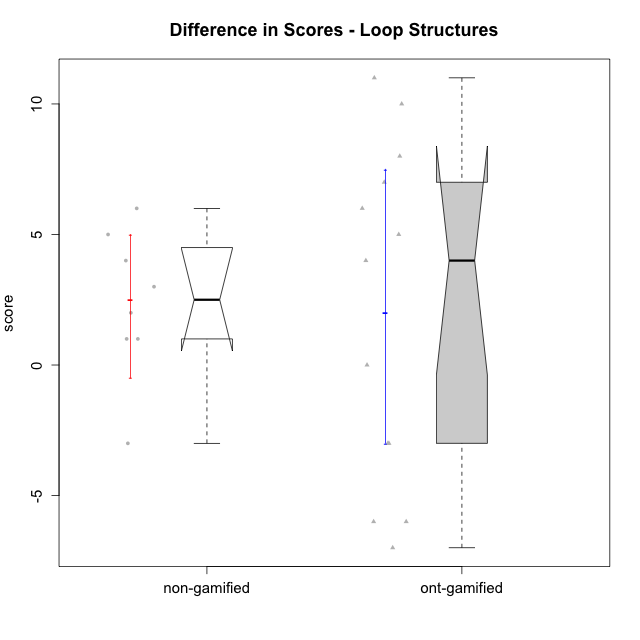 Difference in Scores - Loop Structures
score
10
5
0
-5
non-gamified
ont-gamified